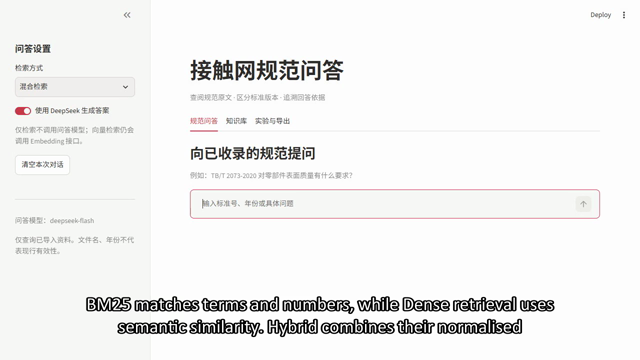 Deploy
问答设置
检索方式
混合检索
使用 DeepSeek 生成答案
仅检索不调用问答模型；向量检索仍会
调用 Embedding 接口。
清空本次对话
问答模型：deepseek-flash
仅查询已导入资料。文件名、年份不代
表现行有效性。
接触网规范问答
查阅规范原文 · 区分标准版本 · 追溯回答依据
规范问答 知识库 实验与导出
向已收录的规范提问
例如：TB/T 2073-2020 对零部件表面质量有什么要求？
输入标准号、年份或具体问题
BM25 matches terms and numbers, while Dense retrieval uses
semantic similarity. Hybrid combines their normalised